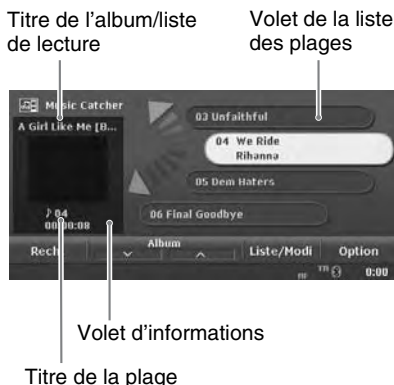 Titre de l'album/liste
de lecture
Volet de la liste
des plages
Music Catcher
A Girl Like Me [B...
03 Unfaithful
04 We Ride
Rihanna
05 Dem Haters
06 Final Goodbye
♪ 04
00:00:08
Rech
Album
Liste/Modi
Option
0:00
Volet d'informations
Titre de la plage